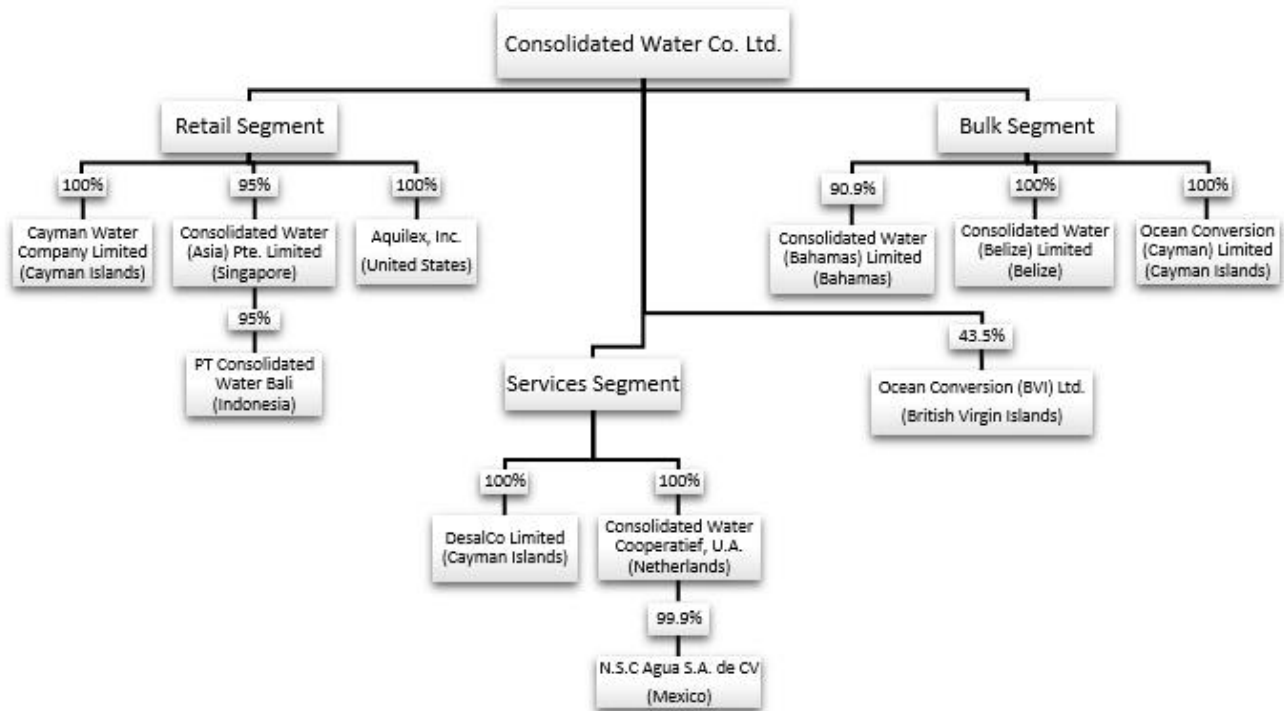 Consolidated Water Co. Ltd.
Retail Segment
Bulk Segment
100%
95%
100%
90.9%
100%
100%
Cayman Water
Company Limited
(Cayman Islands)
Consolidated Water
(Asia) Pte. Limited
(Singapore)
Aquilex, Inc.
(United States)
Consolidated Water
(Bahamas) Limited
(Bahamas)
Consolidated Water
(Belize) Limited
(Belize)
Ocean Conversion
(Cayman) Limited
(Cayman Islands)
95%
PT Consolidated
Water Bali
(Indonesia)
43.5%
Ocean Conversion (BVI) Ltd.
(British Virgin Islands)
Services Segment
100%
100%
DesalCo Limited
(Cayman Islands)
Consolidated Water
Cooperatief, U.A.
(Netherlands)
99.9%
N.S.C Agua S.A. de CV
(Mexico)